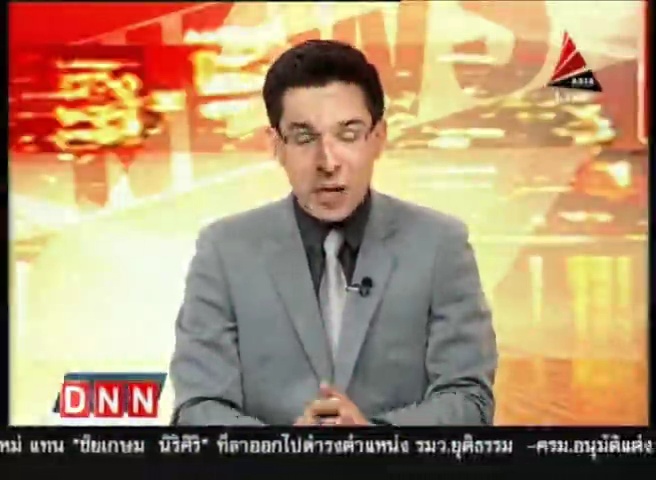 ASIA
DNN
ใหม่ แทน "ชัยเกษม นิติศิริ" ที่ลาออกไปดำรงตำแหน่ง รมว.ยุติธรรม -ครม.อนุมัติแต่ง